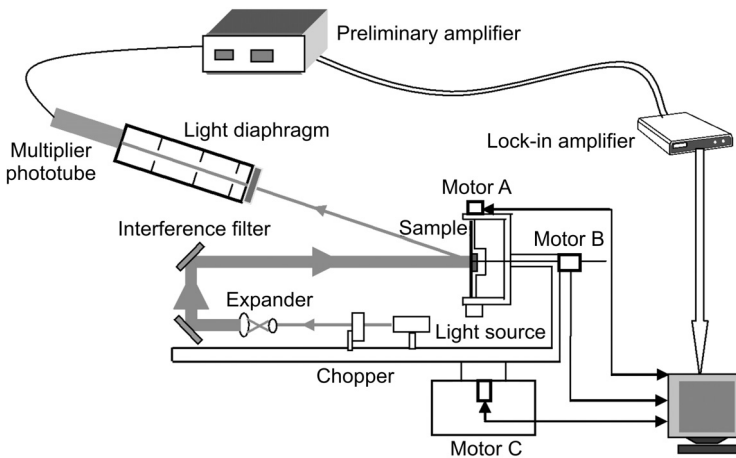 Preliminary amplifier
Light diaphragm
Multiplier
phototube
Lock-in amplifier
Motor A
Sample
Interference filter
Motor B
Expander
Light source
Chopper
Motor C